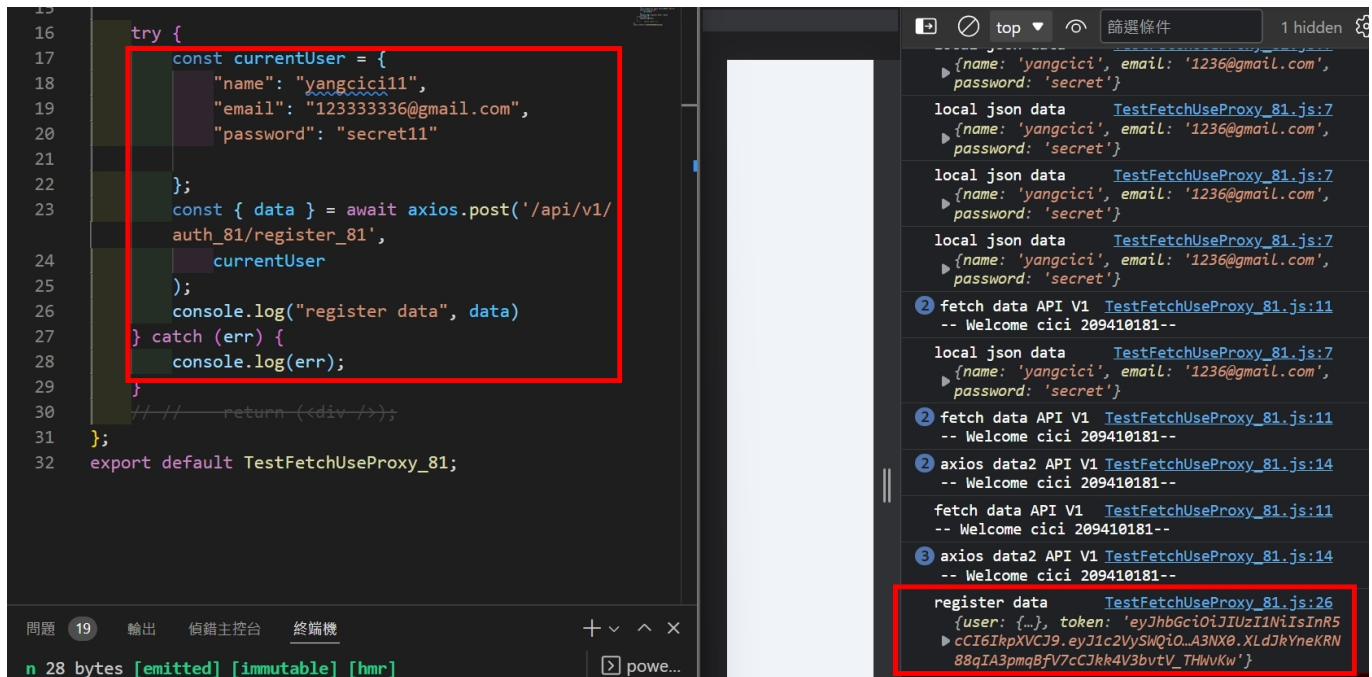 15
16 try {
17 const currentUser = {
18 "name": "yangcici11",
19 "email": "123333336@gmail.com",
20 "password": "secret11"
21
22 };
23 const { data } = await axios.post('/api/v1/
auth_81/register_81',
24 currentUser
25 );
26 console.log("register data", data)
27 } catch (err) {
28 console.log(err);
29 }
30 // // return (<div />);
31 };
32 export default TestFetchUseProxy_81;
問題 19 輸出 偵錯主控台 終端機
n 28 bytes [emitted] [immutable] [hmr]
powe...
top 篩選條件 1 hidden
local json data
{name: 'yangcici', email: '1236@gmail.com',
password: 'secret'}
local json data TestFetchUseProxy_81.js:7
{name: 'yangcici', email: '1236@gmail.com',
password: 'secret'}
local json data TestFetchUseProxy_81.js:7
{name: 'yangcici', email: '1236@gmail.com',
password: 'secret'}
local json data TestFetchUseProxy_81.js:7
{name: 'yangcici', email: '1236@gmail.com',
password: 'secret'}
2 fetch data API V1 TestFetchUseProxy_81.js:11
-- Welcome cici 209410181--
local json data TestFetchUseProxy_81.js:7
{name: 'yangcici', email: '1236@gmail.com',
password: 'secret'}
2 fetch data API V1 TestFetchUseProxy_81.js:11
-- Welcome cici 209410181--
2 axios data2 API V1 TestFetchUseProxy_81.js:14
-- Welcome cici 209410181--
fetch data API V1 TestFetchUseProxy_81.js:11
-- Welcome cici 209410181--
3 axios data2 API V1 TestFetchUseProxy_81.js:14
-- Welcome cici 209410181--
register data TestFetchUseProxy_81.js:26
{user: {…}, token: 'eyJhbGciOiJIUzI1NiIsInR5
cCI6IkpXVCJ9.eyJ1c2VySWQiO…A3NX0.XLdJkYneKRN
88qIA3pmqBfV7cCJkk4V3bvtV_THWvKw'}